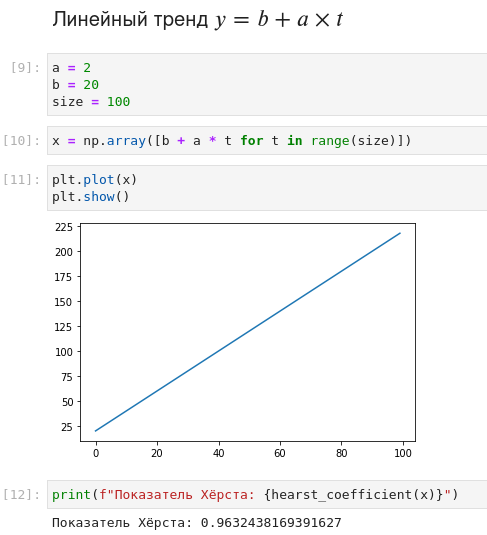 Линейный тренд y = b + a × t
[9]:
a = 2
b = 20
size = 100
[10]:
x = np.array([b + a * t for t in range(size)])
[11]:
plt.plot(x)
plt.show()
225
200
175
150
125
100
75
50
25
0 20 40 60 80 100
[12]:
print(f"Показатель Хёрста: {hearst_coefficient(x)}")
Показатель Хёрста: 0.9632438169391627